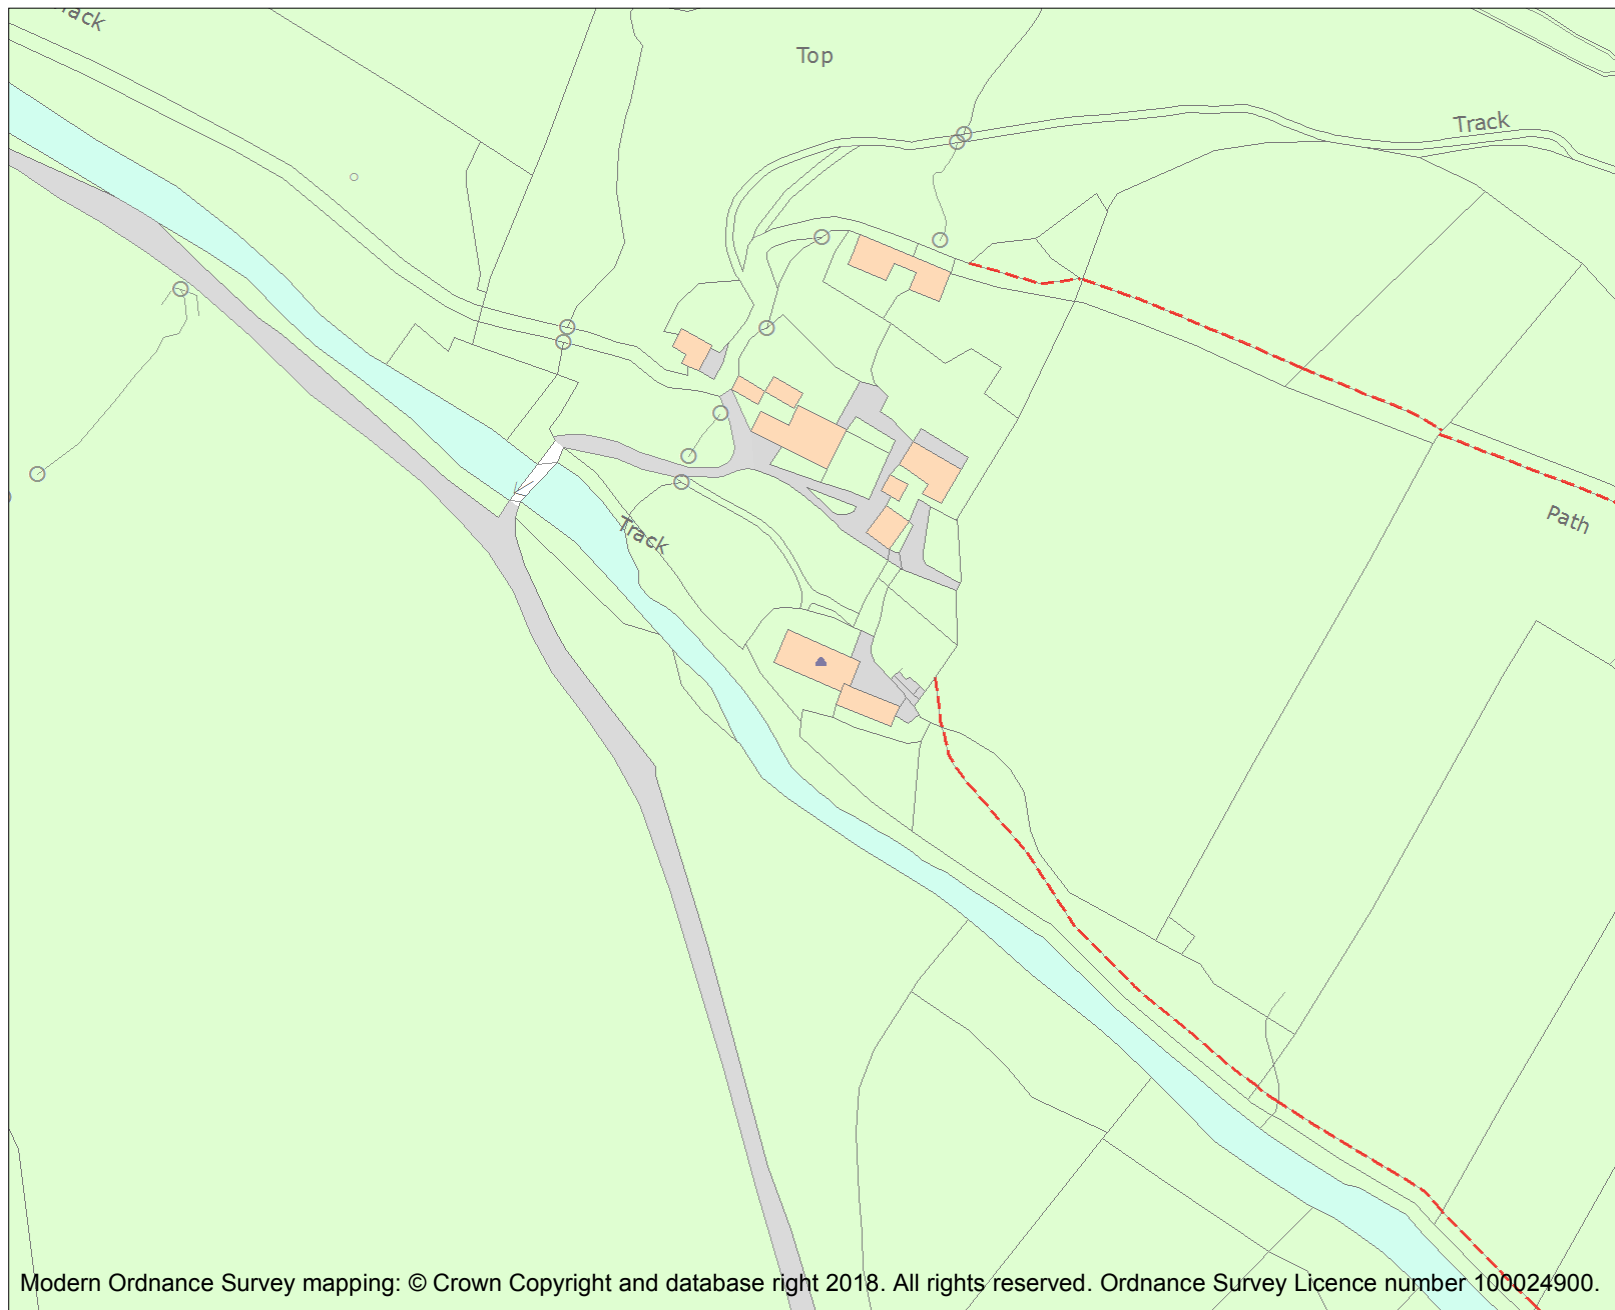 Top
Track
Track
Path
Modern Ordnance Survey mapping: © Crown Copyright and database right 2018. All rights reserved. Ordnance Survey Licence number 100024900.